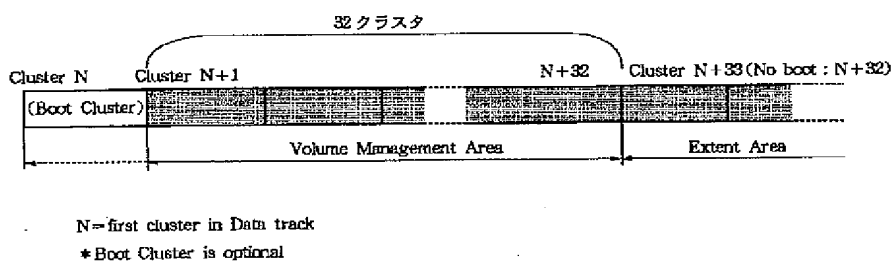 32クラスタ
Cluster N Cluster N+1 N+32 Cluster N+33(No boot : N+32)
(Boot Cluster)
Volume Management Area Extent Area
N=first cluster in Data track
*Boot Cluster is optional